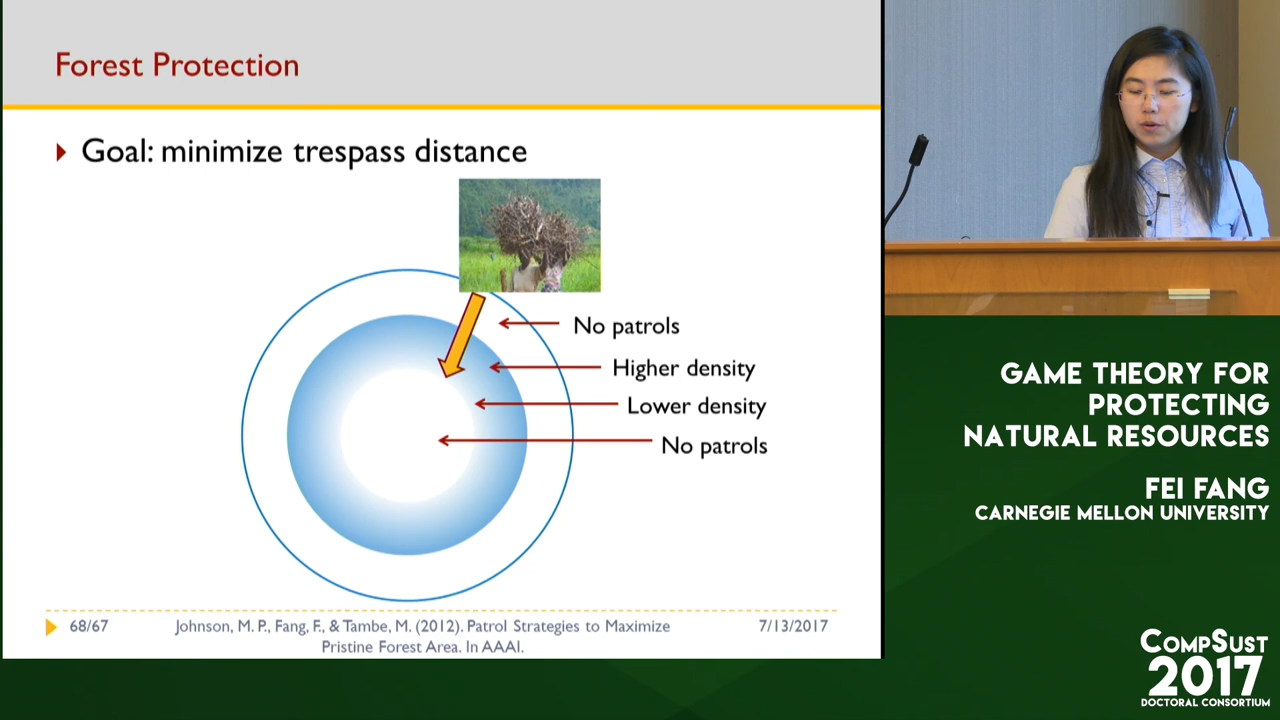 Forest Protection
Goal: minimize trespass distance
No patrols
Higher density
Lower density
No patrols
68/67
Johnson, M. P., Fang, F., & Tambe, M. (2012). Patrol Strategies to Maximize
Pristine Forest Area. In AAAI.
7/13/2017
GAME THEORY FOR
PROTECTING
NATURAL RESOURCES
FEI FANG
CARNEGIE MELLON UNIVERSITY
COMPSUST
2017
DOCTORAL CONSORTIUM